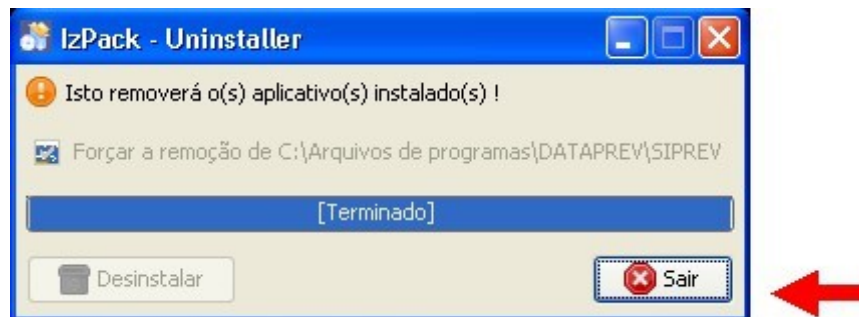 IzPack - Uninstaller
Isto removerá o(s) aplicativo(s) instalado(s) !
Forçar a remoção de C:\Arquivos de programas\DATAPREV\SIPREV
[Terminado]
Desinstalar
Sair